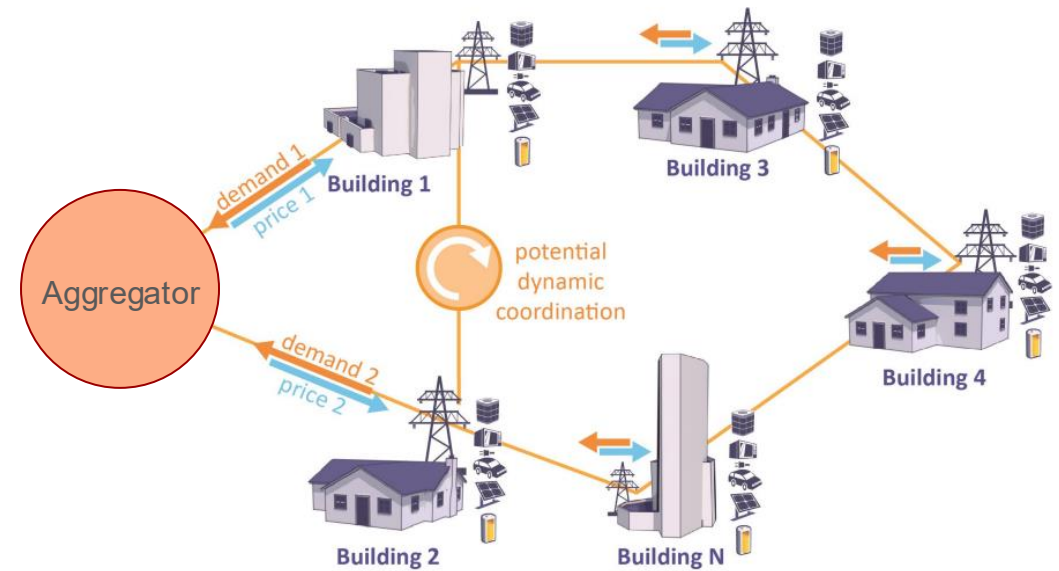 demand 1
price 1
Building 1
Building 3
Aggregator
potential
dynamic
coordination
demand 2
price 2
Building 4
Building 2
Building N